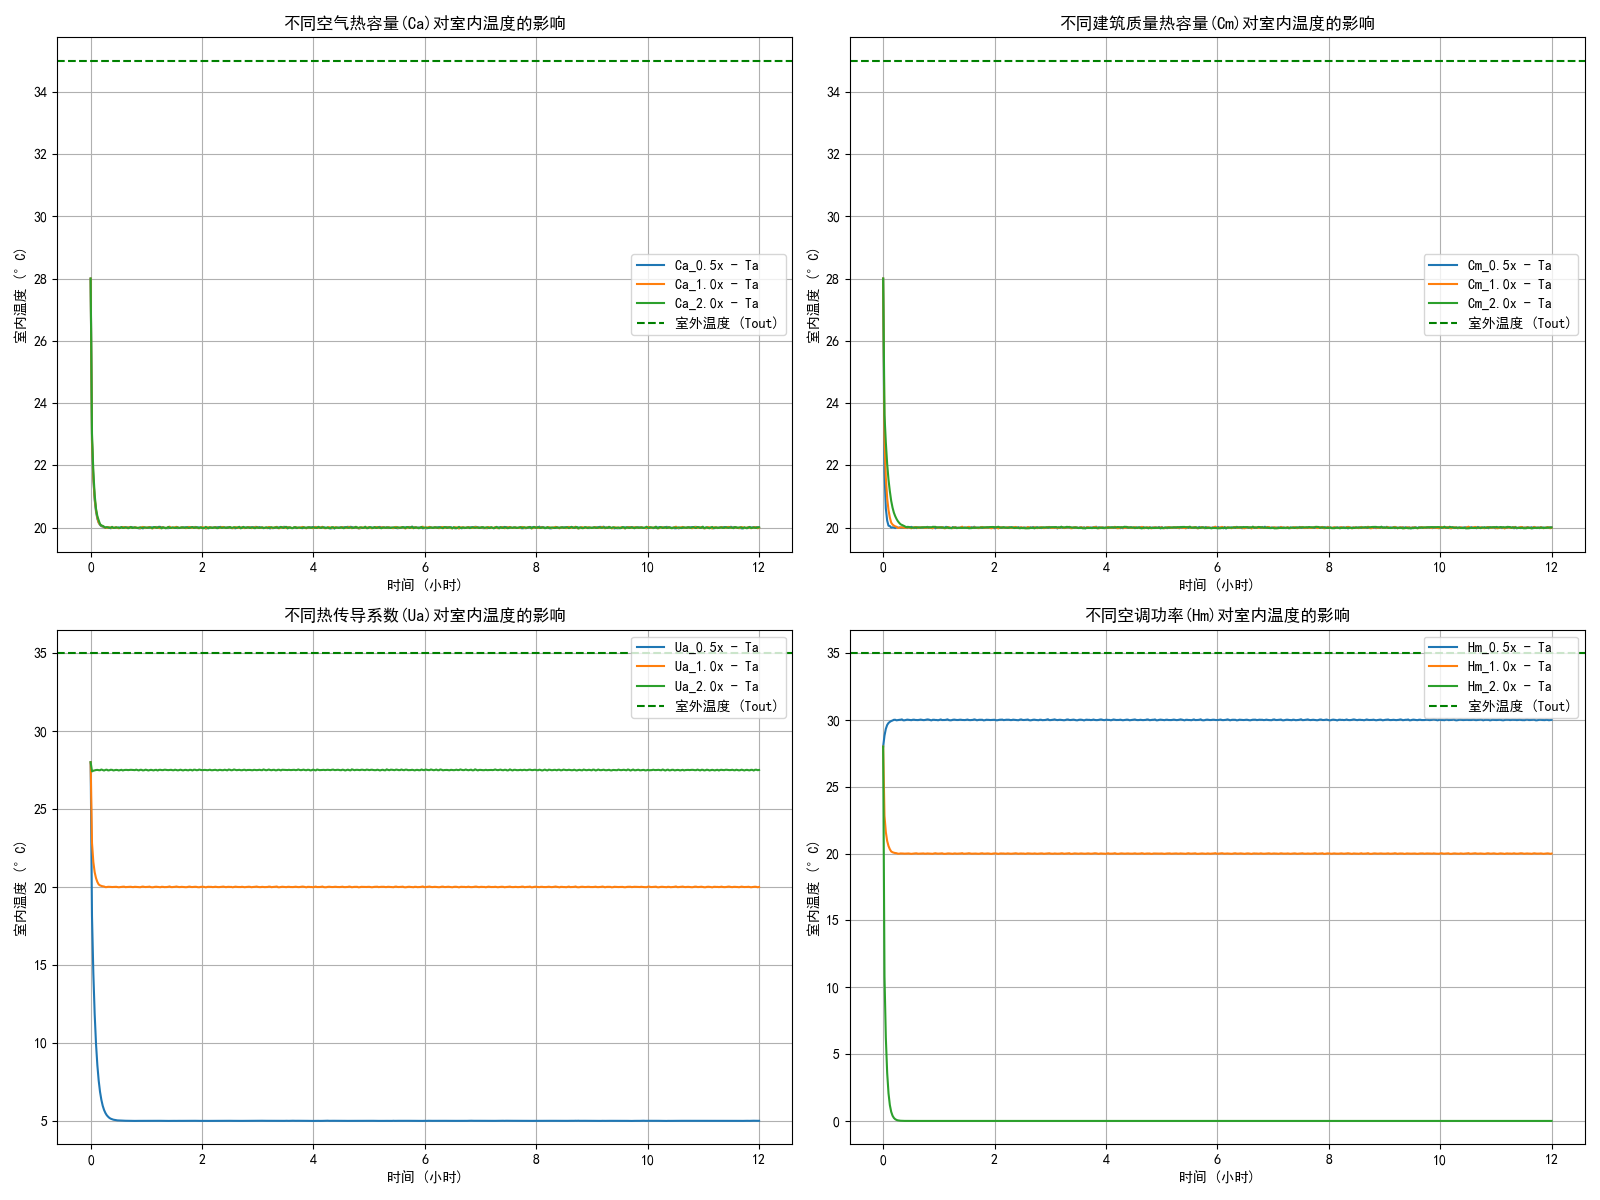 不同空气热容量(Ca)对室内温度的影响
室内温度 (°C)
34
32
30
28
26
24
22
20
0
2
4
6
8
10
12
时间 (小时)
Ca_0.5x - Ta
Ca_1.0x - Ta
Ca_2.0x - Ta
室外温度 (Tout)
不同建筑质量热容量(Cm)对室内温度的影响
室内温度 (°C)
34
32
30
28
26
24
22
20
0
2
4
6
8
10
12
时间 (小时)
Cm_0.5x - Ta
Cm_1.0x - Ta
Cm_2.0x - Ta
室外温度 (Tout)
不同热传导系数(Ua)对室内温度的影响
室内温度 (°C)
35
30
25
20
15
10
5
0
2
4
6
8
10
12
时间 (小时)
Ua_0.5x - Ta
Ua_1.0x - Ta
Ua_2.0x - Ta
室外温度 (Tout)
不同空调功率(Hm)对室内温度的影响
室内温度 (°C)
35
30
25
20
15
10
5
0
0
2
4
6
8
10
12
时间 (小时)
Hm_0.5x - Ta
Hm_1.0x - Ta
Hm_2.0x - Ta
室外温度 (Tout)